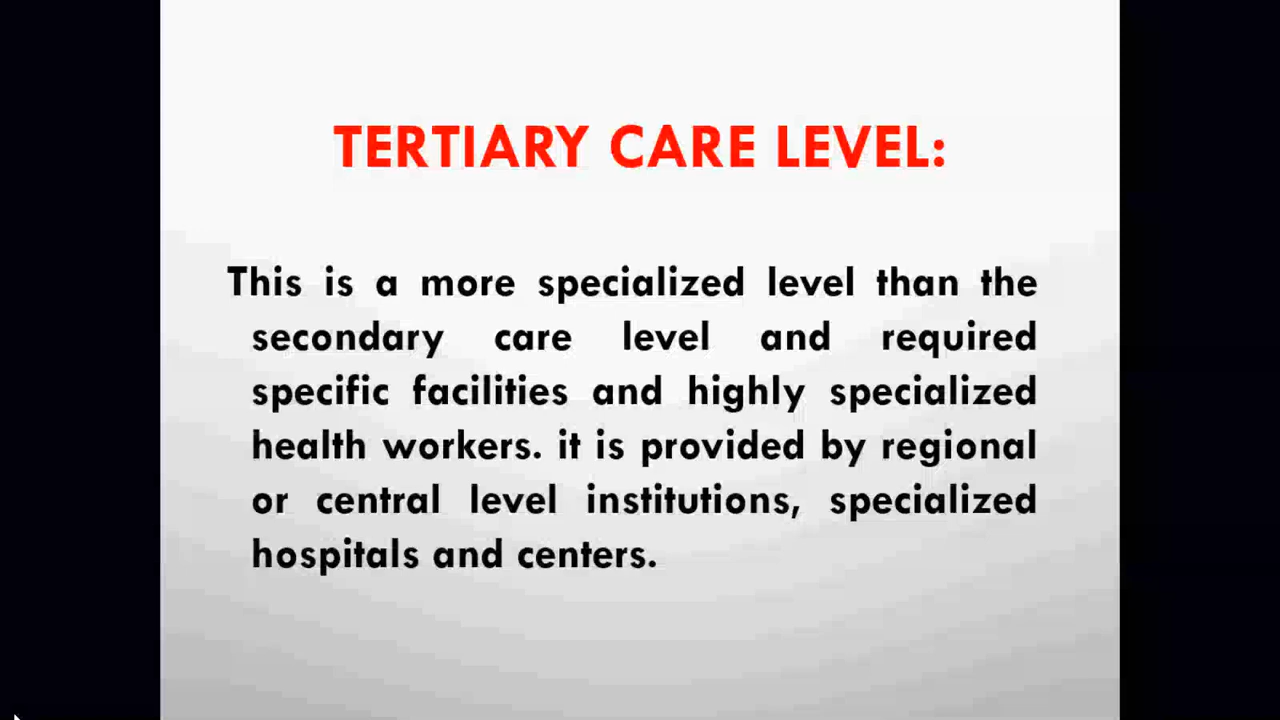 TERTIARY CARE LEVEL:
This is a more specialized level than the
secondary care level and required
specific facilities and highly specialized
health workers. it is provided by regional
or central level institutions, specialized
hospitals and centers.